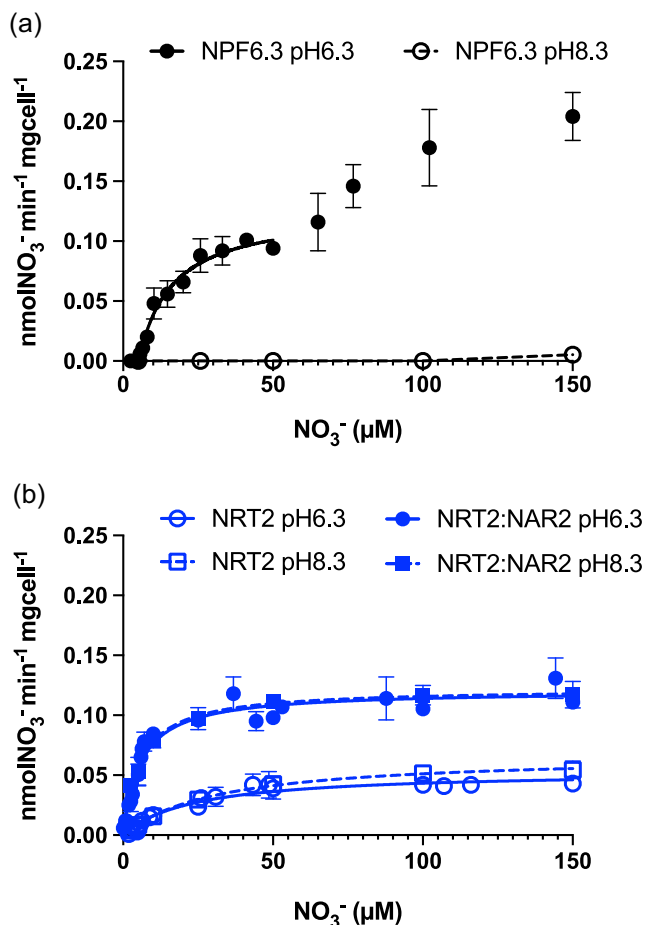 (a)
NPF6.3 pH6.3 NPF6.3 pH8.3
nmolNO₃⁻ min⁻¹ mgcell⁻¹
0.25
0.20
0.15
0.10
0.05
0.00
0 50 100 150
NO₃⁻ (μM)
(b)
NRT2 pH6.3 NRT2:NAR2 pH6.3
NRT2 pH8.3 NRT2:NAR2 pH8.3
nmolNO₃⁻ min⁻¹ mgcell⁻¹
0.25
0.20
0.15
0.10
0.05
0.00
0 50 100 150
NO₃⁻ (μM)